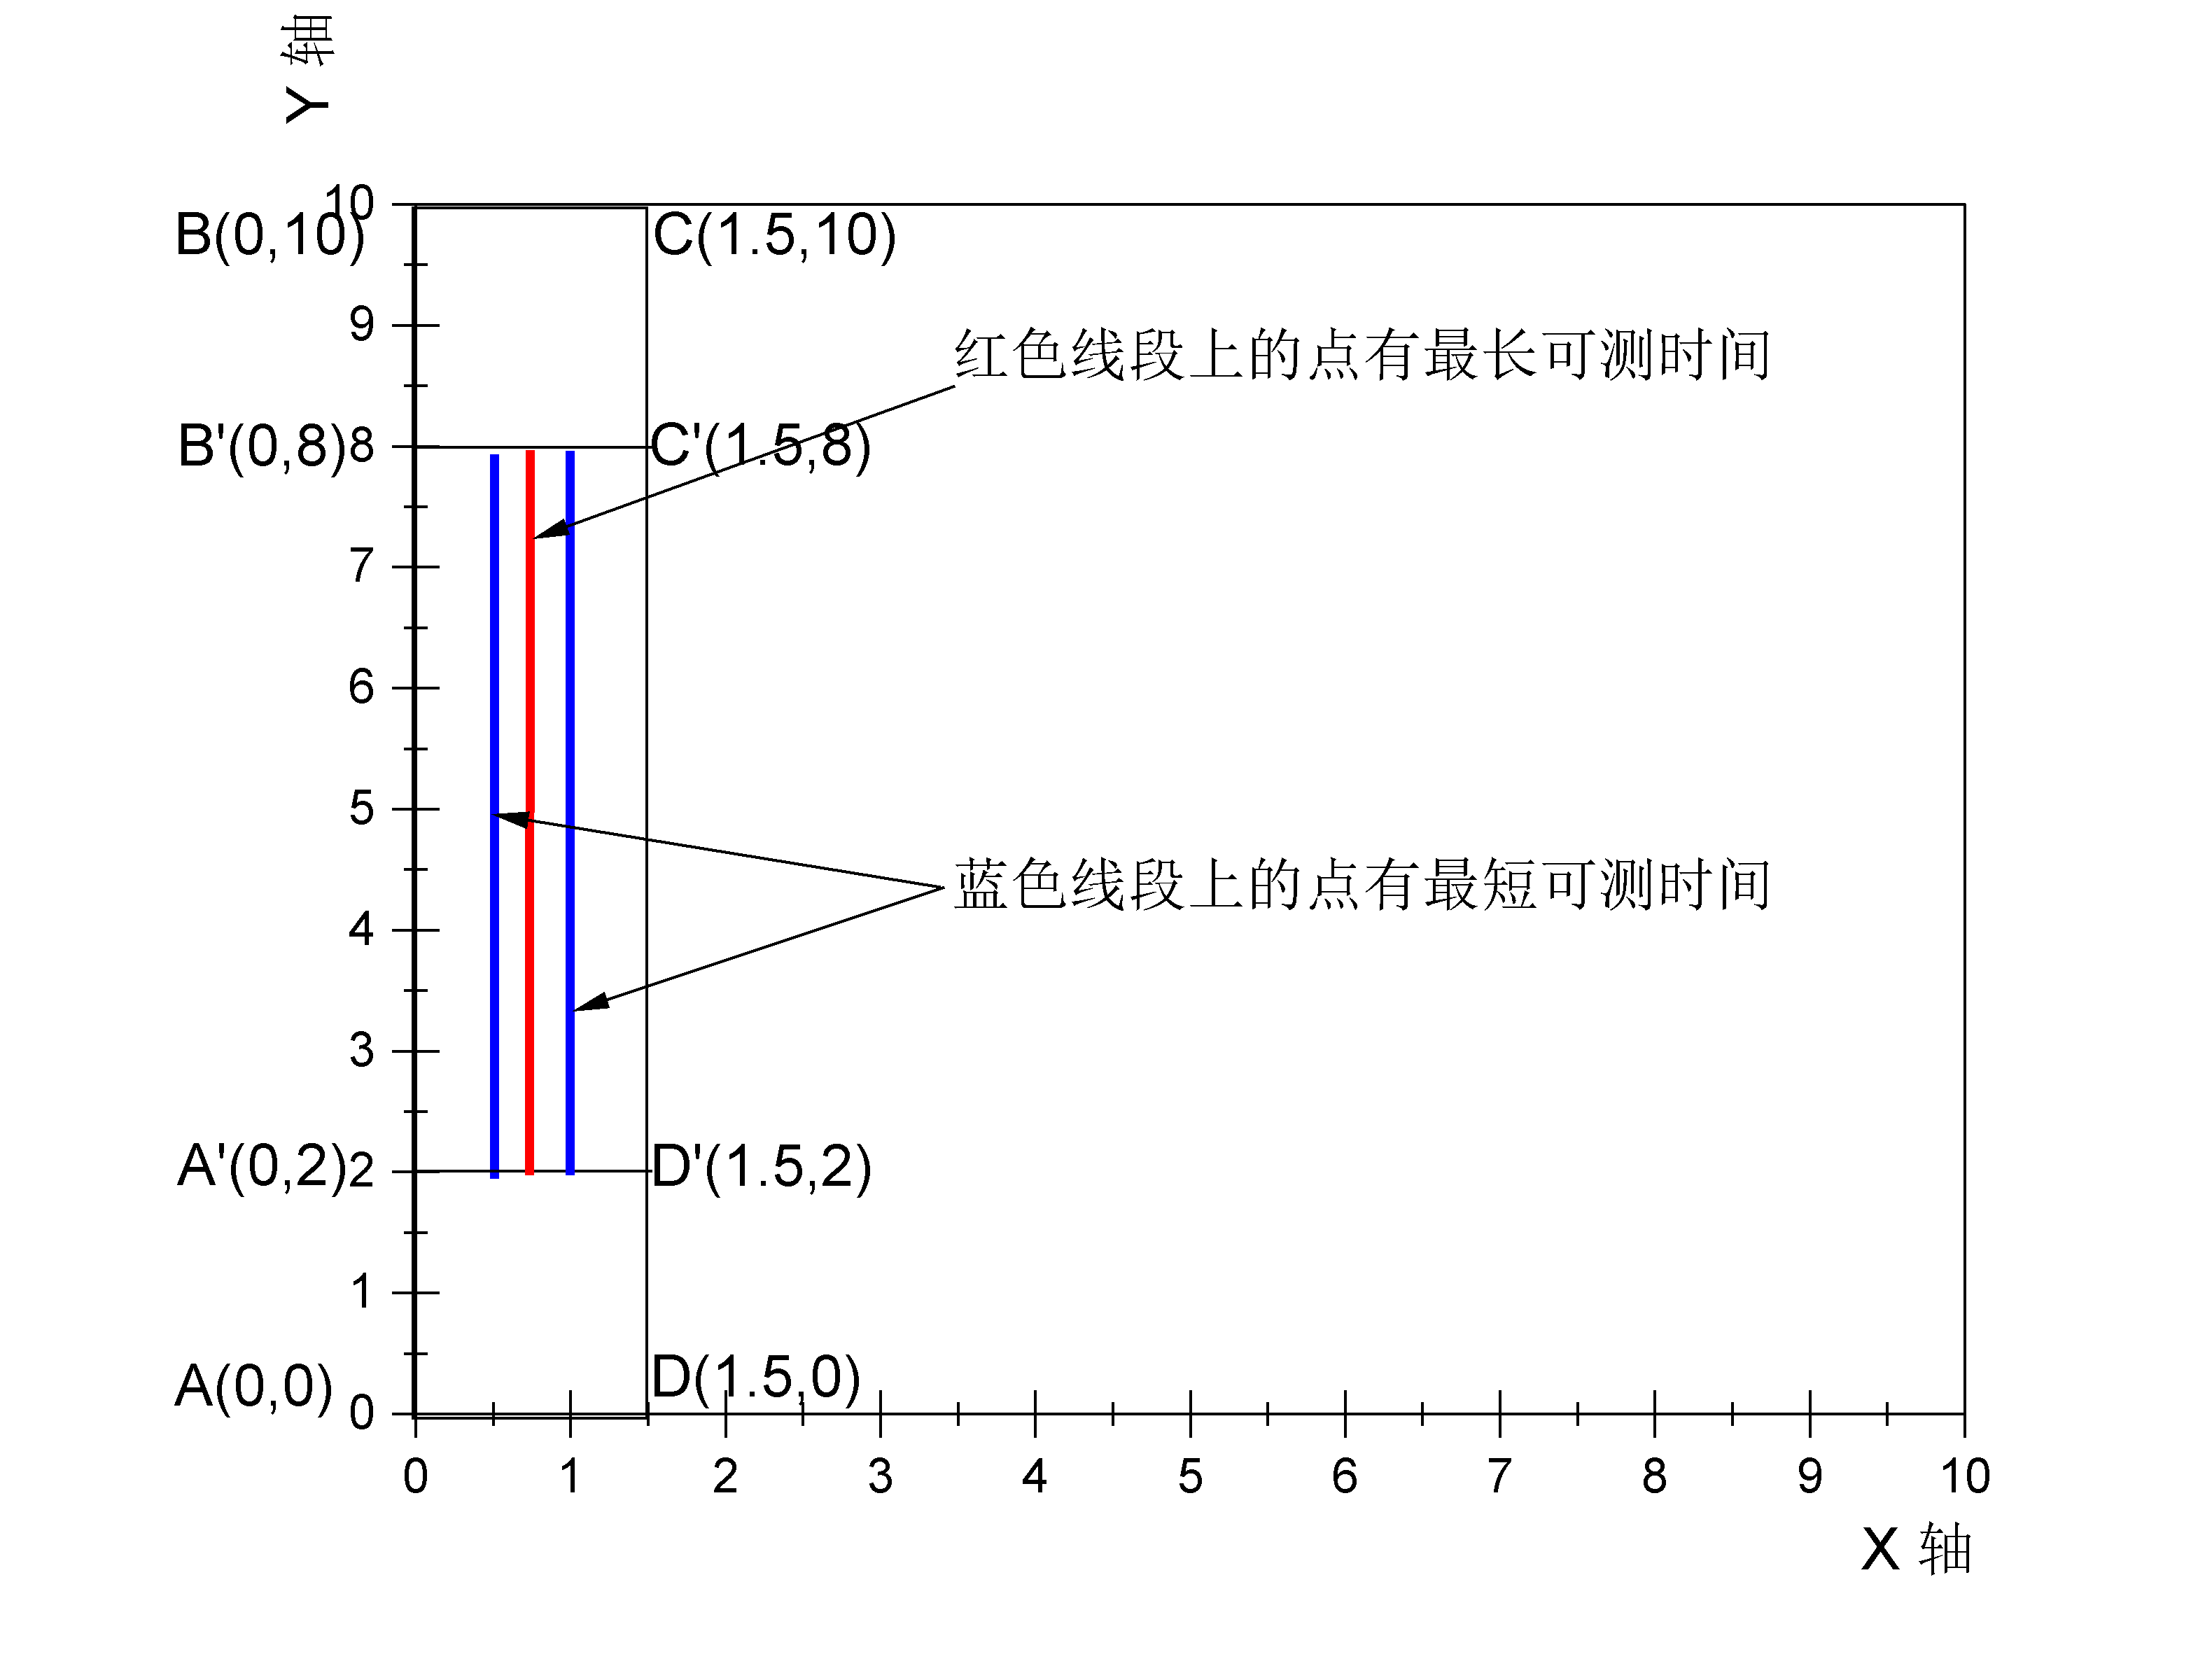 Y 轴
10
B(0,10)
C(1.5,10)
9
红色线段上的点有最长可测时间
B'(0,8)
8
C'(1.5,8)
7
6
5
蓝色线段上的点有最短可测时间
4
3
A'(0,2)
2
D'(1.5,2)
1
A(0,0)
0
D(1.5,0)
0 1 2 3 4 5 6 7 8 9 10
X 轴